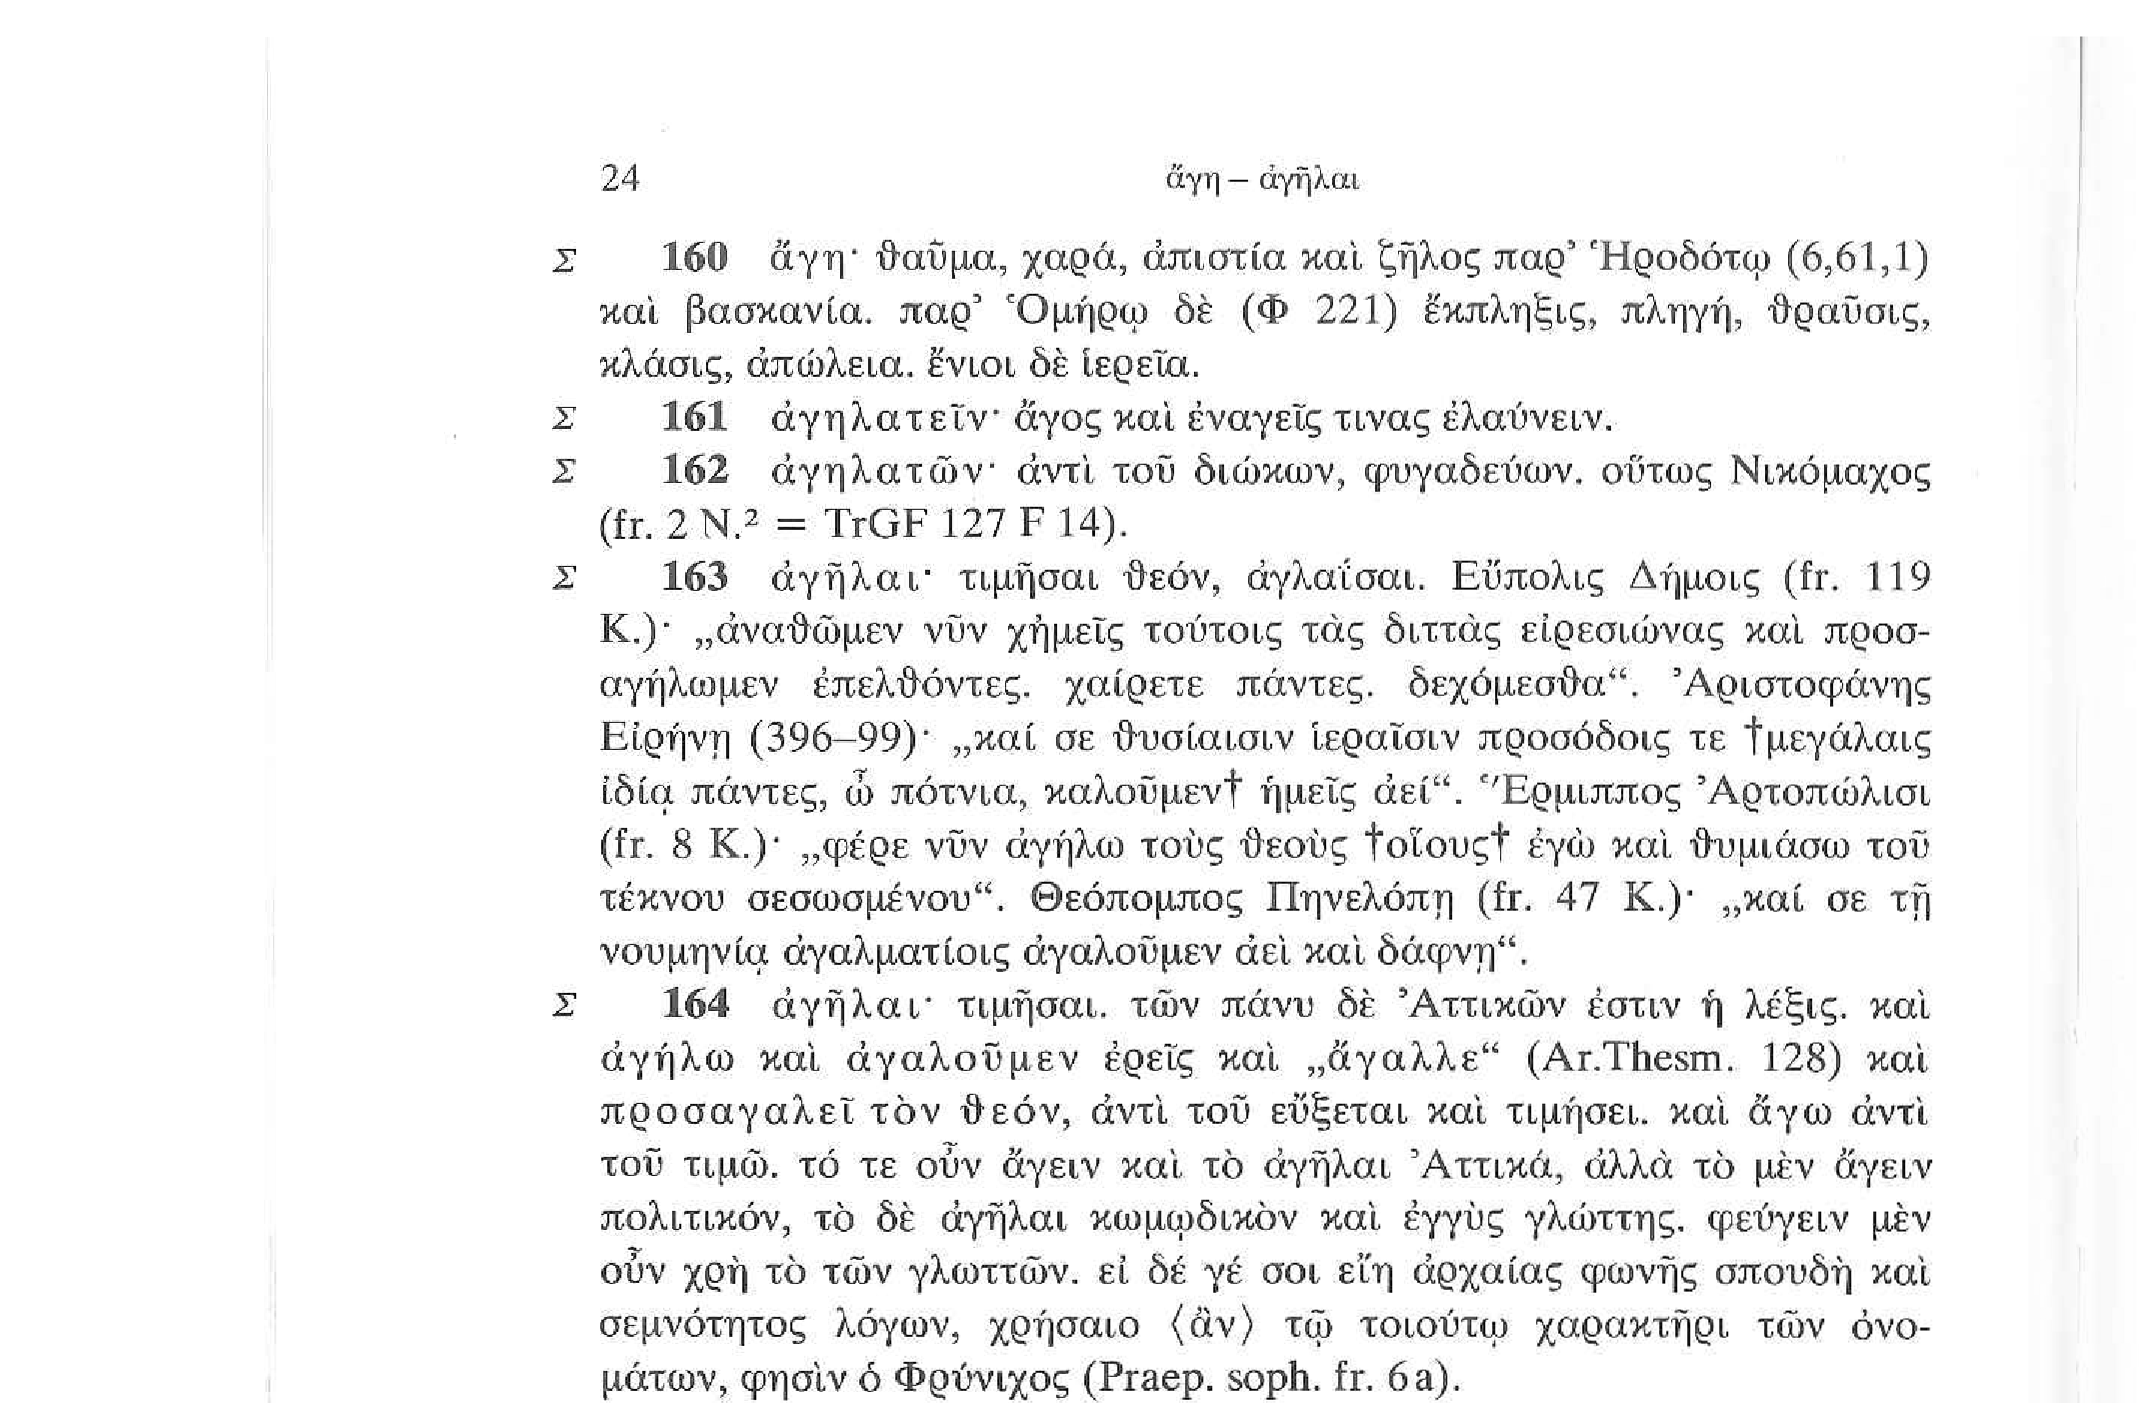 24 ἄγη – ἀγῆλαι
Σ 160 ἄγη· θαῦμα, χαρά, ἀπιστία καὶ ζῆλος παρ’ Ἡροδότῳ (6,61,1)
καὶ βασκανία. παρ’ Ὁμήρῳ δὲ (Φ 221) ἔκπληξις, πληγή, θραῦσις,
κλάσις, ἀπώλεια. ἔνιοι δὲ ἱερεῖα.
Σ 161 ἀγηλατεῖν· ἄγος καὶ ἐναγεῖς τινας ἐλαύνειν.
Σ 162 ἀγηλατῶν· ἀντὶ τοῦ διώκων, φυγαδεύων. οὕτως Νικόμαχος
(fr. 2 N.² = TrGF 127 F 14).
Σ 163 ἀγῆλαι· τιμῆσαι θεόν, ἀγλαΐσαι. Εὔπολις Δήμοις (fr. 119
K.)· „ἀναθῶμεν νῦν χἠμεῖς τούτοις τὰς διττὰς εἰρεσιώνας καὶ προσ-
αγήλωμεν ἐπελθόντες. χαίρετε πάντες. δεχόμεσθα“. Ἀριστοφάνης
Εἰρήνῃ (396–99)· „καί σε θυσίαισιν ἱεραῖσιν προσόδοις τε †μεγάλαις
ἰδίᾳ πάντες, ὦ πότνια, καλοῦμεν† ἡμεῖς ἀεί“. Ἕρμιππος Ἀρτοπώλισι
(fr. 8 K.)· „φέρε νῦν ἀγήλω τοὺς θεοὺς †οἵους† ἐγὼ καὶ θυμιάσω τοῦ
τέκνου σεσωσμένου“. Θεόπομπος Πηνελόπῃ (fr. 47 K.)· „καί σε τῇ
νουμηνίᾳ ἀγαλματίοις ἀγαλοῦμεν ἀεὶ καὶ δάφνῃ“.
Σ 164 ἀγῆλαι· τιμῆσαι. τῶν πάνυ δὲ Ἀττικῶν ἐστιν ἡ λέξις. καὶ
ἀγήλω καὶ ἀγαλοῦμεν ἐρεῖς καὶ „ἄγαλλε“ (Ar.Thesm. 128) καὶ
προσαγαλεῖ τὸν θεόν, ἀντὶ τοῦ εὔξεται καὶ τιμήσει. καὶ ἄγω ἀντὶ
τοῦ τιμῶ. τό τε οὖν ἄγειν καὶ τὸ ἀγῆλαι Ἀττικά, ἀλλὰ τὸ μὲν ἄγειν
πολιτικόν, τὸ δὲ ἀγῆλαι κωμῳδικὸν καὶ ἐγγὺς γλώττης. φεύγειν μὲν
οὖν χρὴ τὸ τῶν γλωττῶν. εἰ δέ γέ σοι εἴη ἀρχαίας φωνῆς σπουδὴ καὶ
σεμνότητος λόγων, χρήσαιο ⟨ἂν⟩ τῷ τοιούτῳ χαρακτῆρι τῶν ὀνο-
μάτων, φησὶν ὁ Φρύνιχος (Praep. soph. fr. 6a).